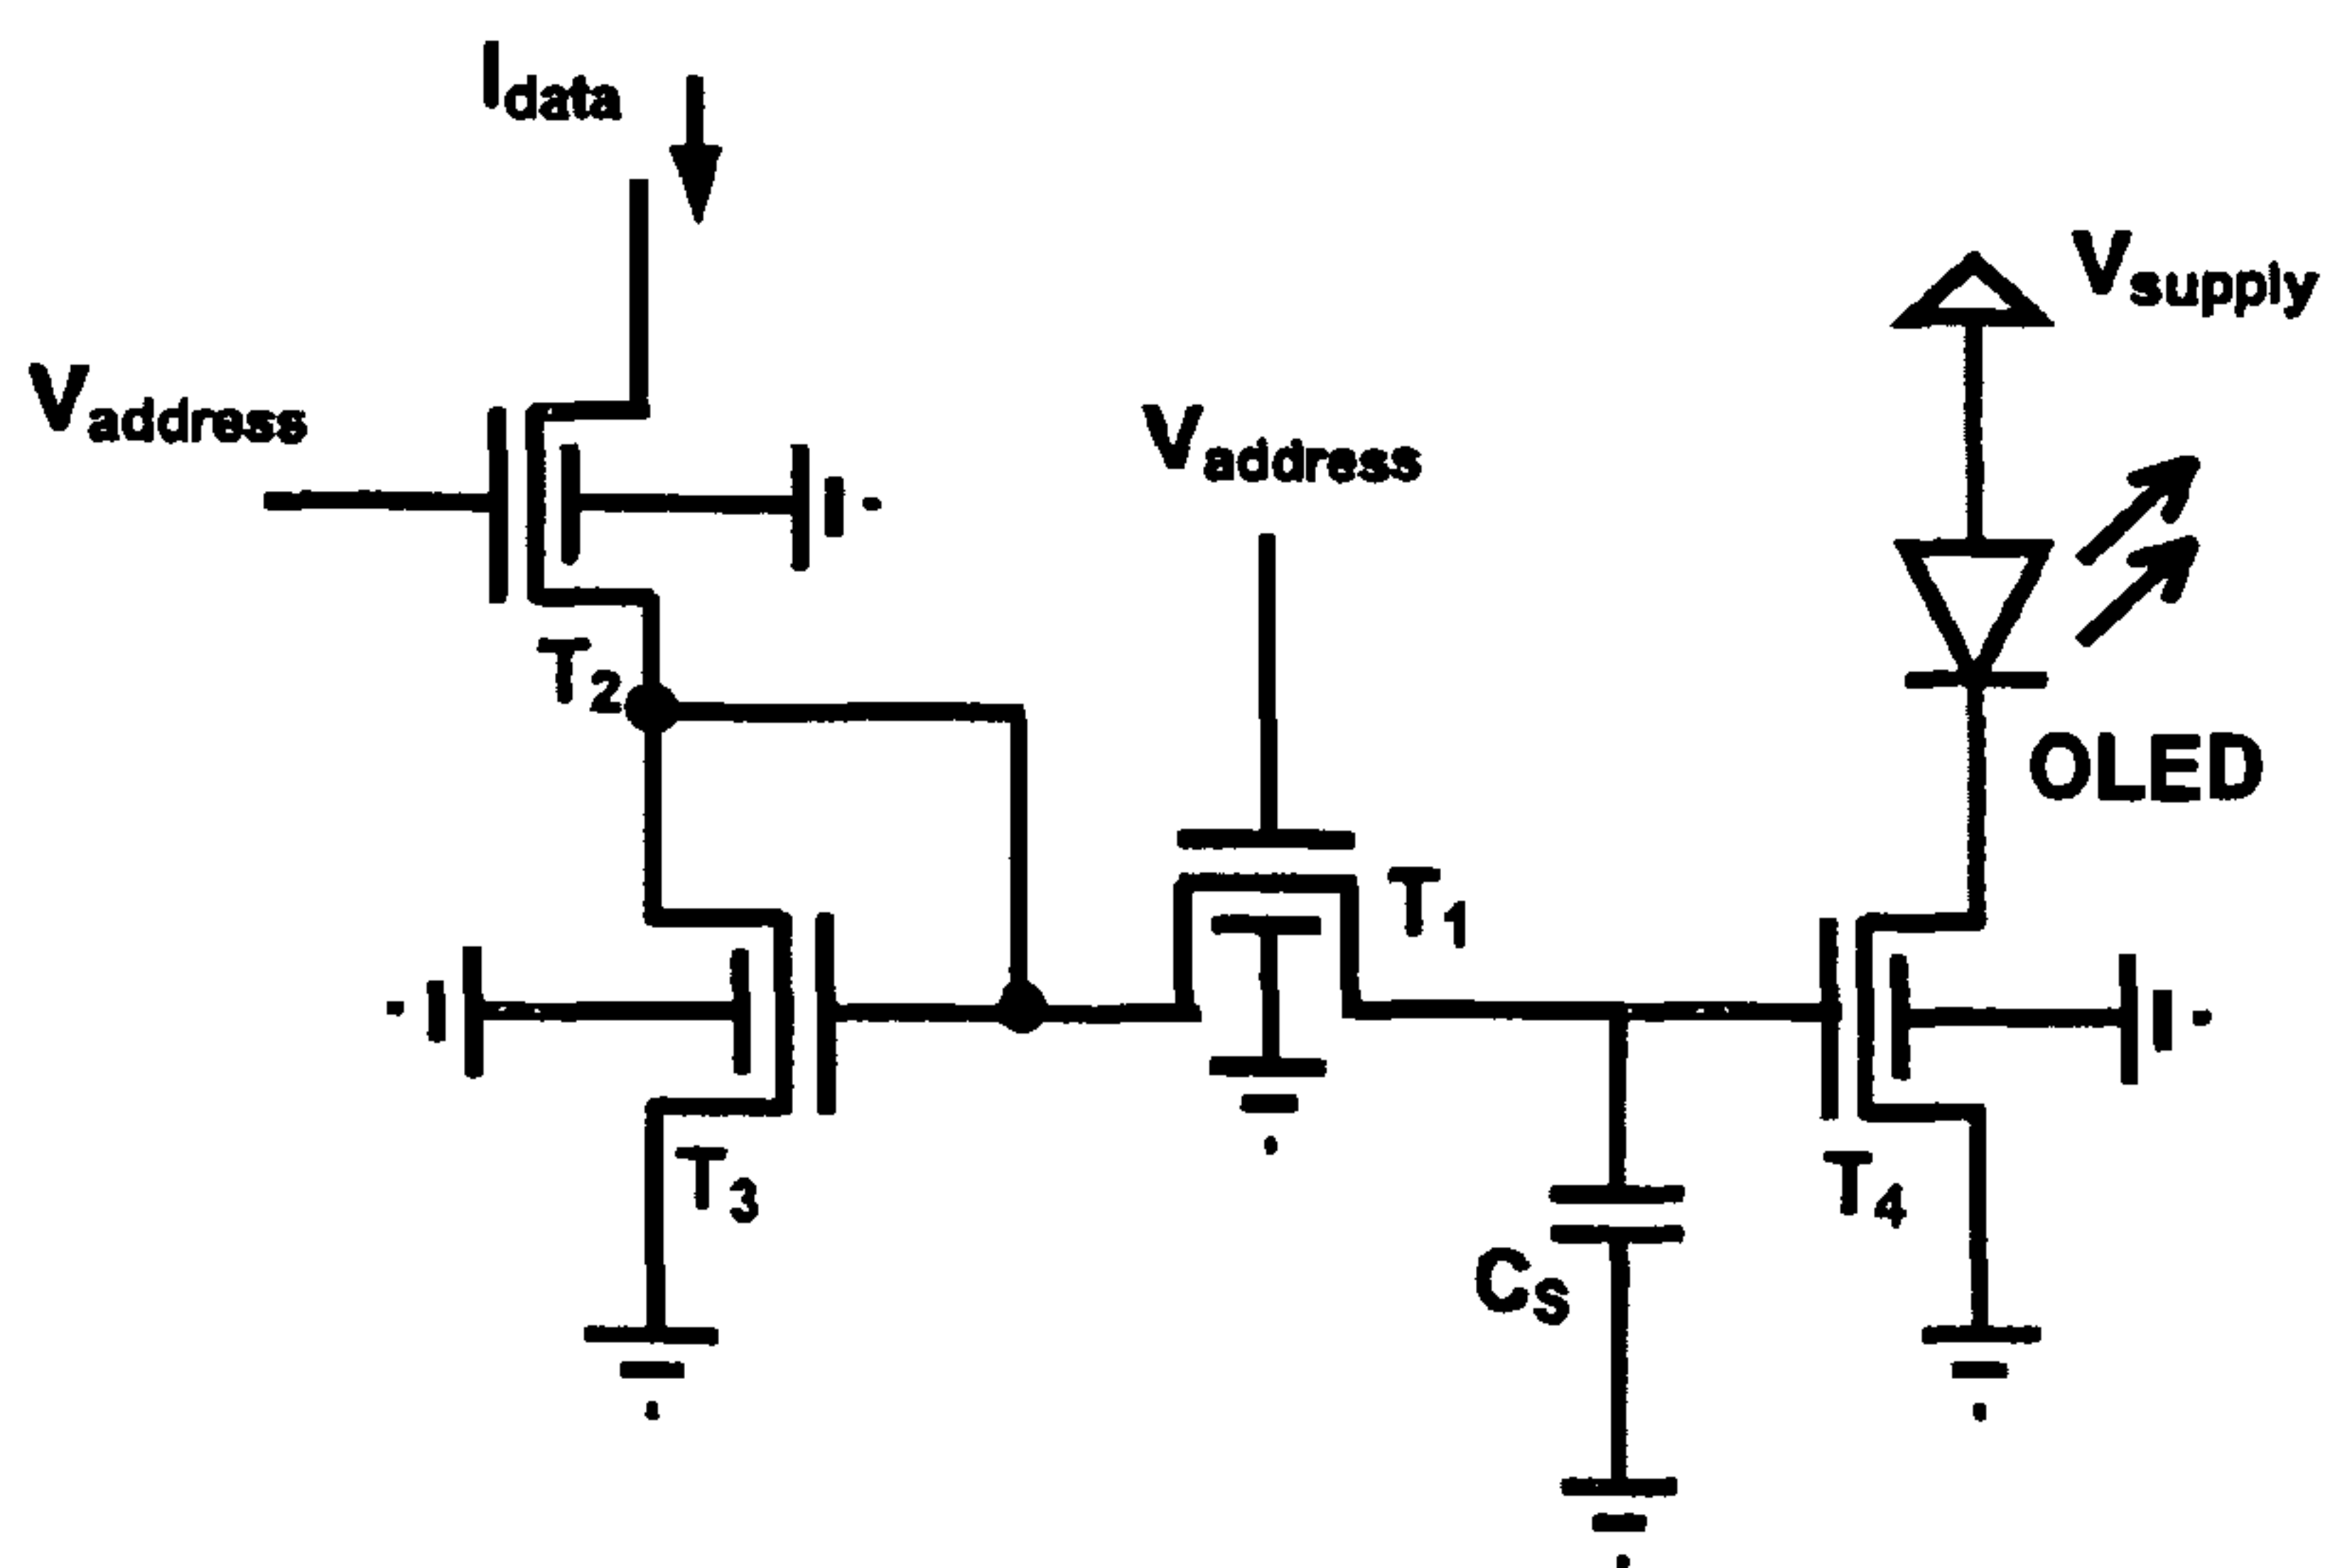 Idata
Vsupply
Vaddress
Vaddress
T2
OLED
T1
T3
T4
Cs